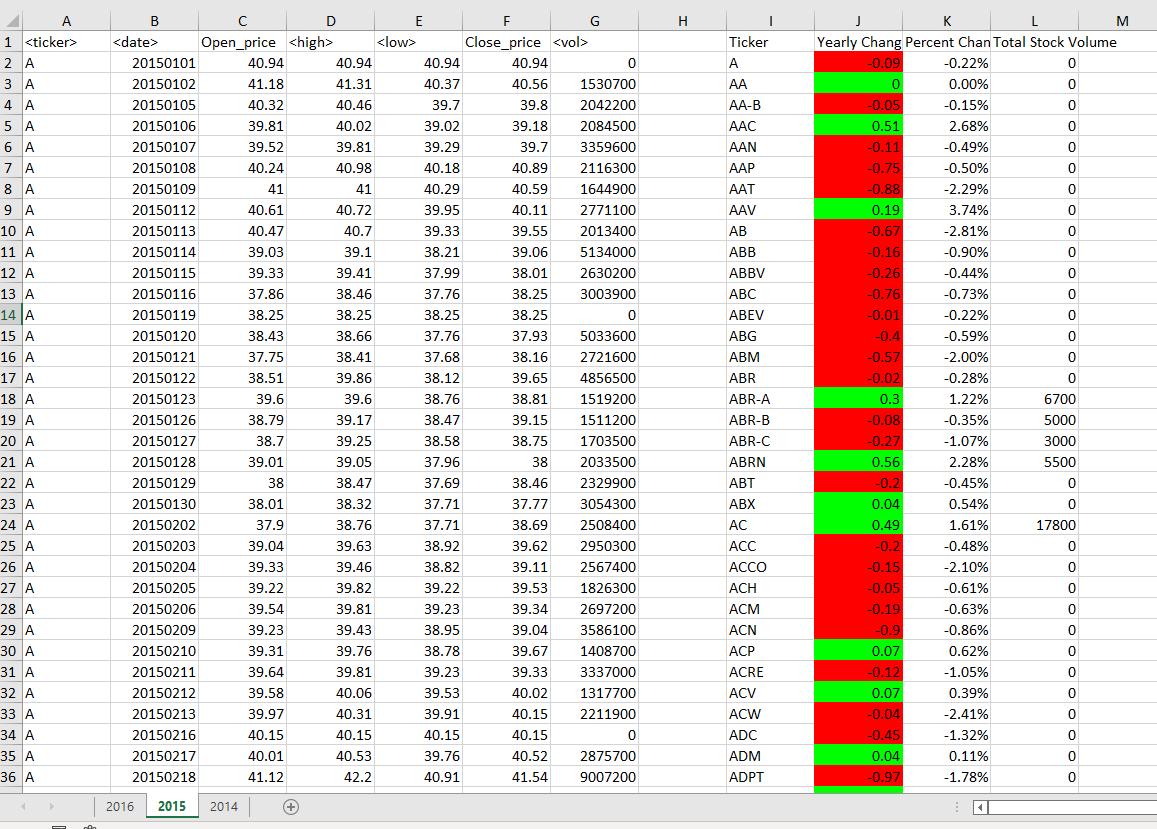 A B C D E F G H I J K L M
1 <ticker> <date> Open_price <high> <low> Close_price <vol> Ticker Yearly Chang Percent Chan Total Stock Volume
2 A 20150101 40.94 40.94 40.94 40.94 0 A -0.09 -0.22% 0
3 A 20150102 41.18 41.31 40.37 40.56 1530700 AA 0 0.00% 0
4 A 20150105 40.32 40.46 39.7 39.8 2042200 AA-B -0.05 -0.15% 0
5 A 20150106 39.81 40.02 39.02 39.18 2084500 AAC 0.51 2.68% 0
6 A 20150107 39.52 39.81 39.29 39.7 3359600 AAN -0.11 -0.49% 0
7 A 20150108 40.24 40.98 40.18 40.89 2116300 AAP -0.75 -0.50% 0
8 A 20150109 41 41 40.29 40.59 1644900 AAT -0.88 -2.29% 0
9 A 20150112 40.61 40.72 39.95 40.11 2771100 AAV 0.19 3.74% 0
10 A 20150113 40.47 40.7 39.33 39.55 2013400 AB -0.67 -2.81% 0
11 A 20150114 39.03 39.1 38.21 39.06 5134000 ABB -0.16 -0.90% 0
12 A 20150115 39.33 39.41 37.99 38.01 2630200 ABBV -0.26 -0.44% 0
13 A 20150116 37.86 38.46 37.76 38.25 3003900 ABC -0.76 -0.73% 0
14 A 20150119 38.25 38.25 38.25 38.25 0 ABEV -0.01 -0.22% 0
15 A 20150120 38.43 38.66 37.76 37.93 5033600 ABG -0.4 -0.59% 0
16 A 20150121 37.75 38.41 37.68 38.16 2721600 ABM -0.57 -2.00% 0
17 A 20150122 38.51 39.86 38.12 39.65 4856500 ABR -0.02 -0.28% 0
18 A 20150123 39.6 39.6 38.76 38.81 1519200 ABR-A 0.3 1.22% 6700
19 A 20150126 38.79 39.17 38.47 39.15 1511200 ABR-B -0.08 -0.35% 5000
20 A 20150127 38.7 39.25 38.58 38.75 1703500 ABR-C -0.27 -1.07% 3000
21 A 20150128 39.01 39.05 37.96 38 2033500 ABRN 0.56 2.28% 5500
22 A 20150129 38 38.47 37.69 38.46 2329900 ABT -0.2 -0.45% 0
23 A 20150130 38.01 38.32 37.71 37.77 3054300 ABX 0.04 0.54% 0
24 A 20150202 37.9 38.76 37.71 38.69 2508400 AC 0.49 1.61% 17800
25 A 20150203 39.04 39.63 38.92 39.62 2950300 ACC -0.2 -0.48% 0
26 A 20150204 39.33 39.46 38.82 39.11 2567400 ACCO -0.15 -2.10% 0
27 A 20150205 39.22 39.82 39.22 39.53 1826300 ACH -0.05 -0.61% 0
28 A 20150206 39.54 39.81 39.23 39.34 2697200 ACM -0.19 -0.63% 0
29 A 20150209 39.23 39.43 38.95 39.04 3586100 ACN -0.9 -0.86% 0
30 A 20150210 39.31 39.76 38.78 39.67 1408700 ACP 0.07 0.62% 0
31 A 20150211 39.64 39.81 39.23 39.33 3337000 ACRE -0.12 -1.05% 0
32 A 20150212 39.58 40.06 39.53 40.02 1317700 ACV 0.07 0.39% 0
33 A 20150213 39.97 40.31 39.91 40.15 2211900 ACW -0.04 -2.41% 0
34 A 20150216 40.15 40.15 40.15 40.15 0 ADC -0.45 -1.32% 0
35 A 20150217 40.01 40.53 39.76 40.52 2875700 ADM 0.04 0.11% 0
36 A 20150218 41.12 42.2 40.91 41.54 9007200 ADPT -0.97 -1.78% 0
2016 2015 2014